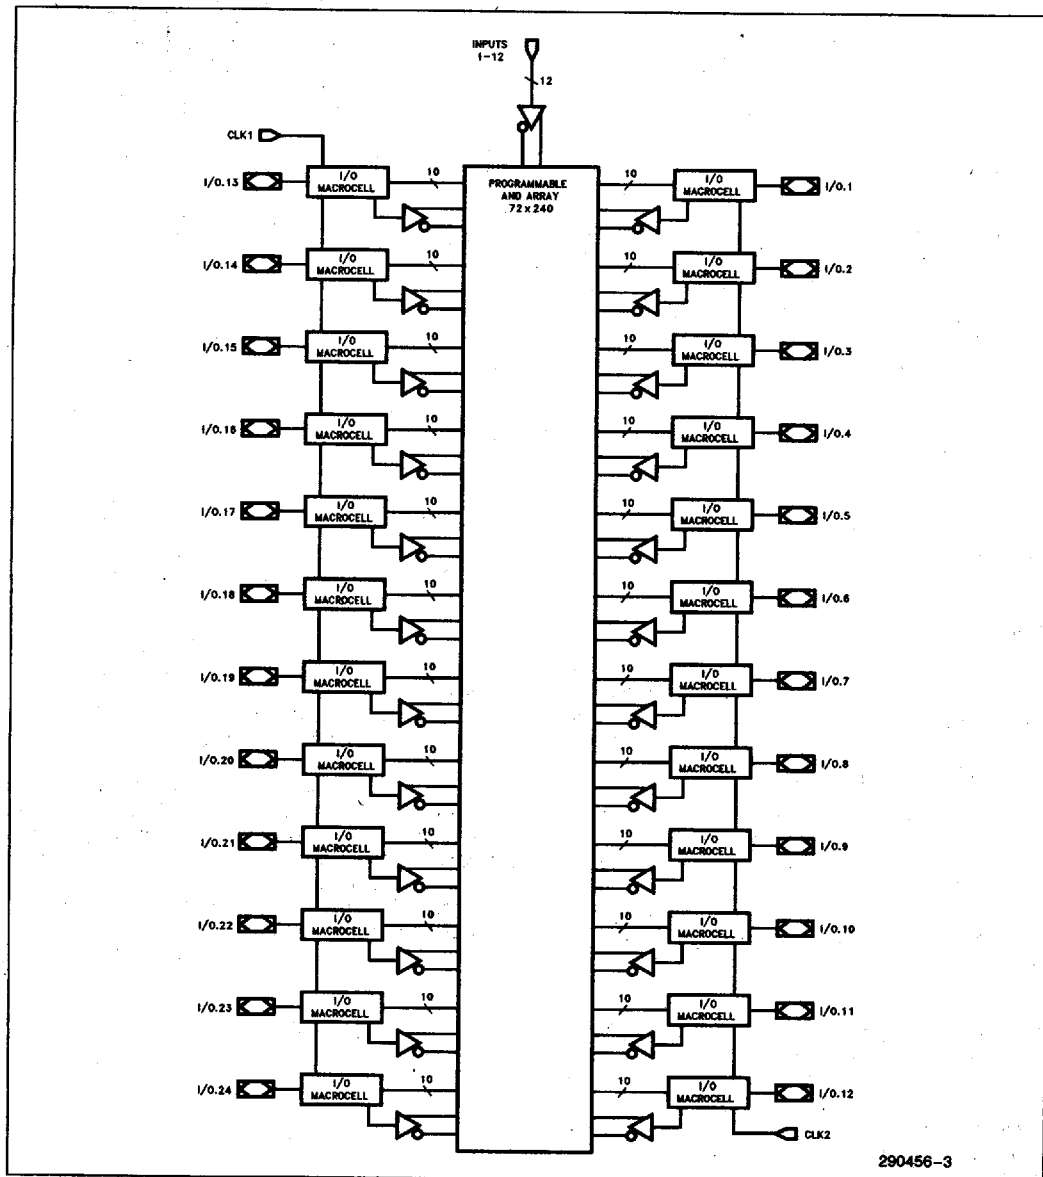 INPUTS
1-12
12
CLK1
I/O.13
I/O
MACROCELL
10
PROGRAMMABLE
AND ARRAY
72x240
10
I/O
MACROCELL
I/O.1
I/O.14
I/O
MACROCELL
10
10
I/O
MACROCELL
I/O.2
I/O.15
I/O
MACROCELL
10
10
I/O
MACROCELL
I/O.3
I/O.16
I/O
MACROCELL
10
10
I/O
MACROCELL
I/O.4
I/O.17
I/O
MACROCELL
10
10
I/O
MACROCELL
I/O.5
I/O.18
I/O
MACROCELL
10
10
I/O
MACROCELL
I/O.6
I/O.19
I/O
MACROCELL
10
10
I/O
MACROCELL
I/O.7
I/O.20
I/O
MACROCELL
10
10
I/O
MACROCELL
I/O.8
I/O.21
I/O
MACROCELL
10
10
I/O
MACROCELL
I/O.9
I/O.22
I/O
MACROCELL
10
10
I/O
MACROCELL
I/O.10
I/O.23
I/O
MACROCELL
10
10
I/O
MACROCELL
I/O.11
I/O.24
I/O
MACROCELL
10
10
I/O
MACROCELL
I/O.12
CLK2
290456-3